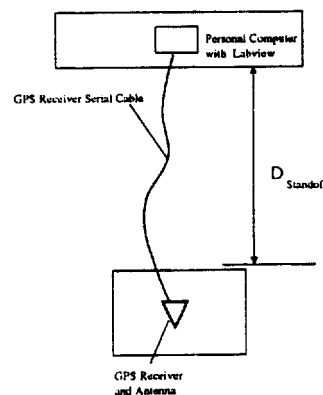 Personal Computer
with Labview
GPS Receiver Serial Cable
D
Standof
GPS Receiver
and Antenna